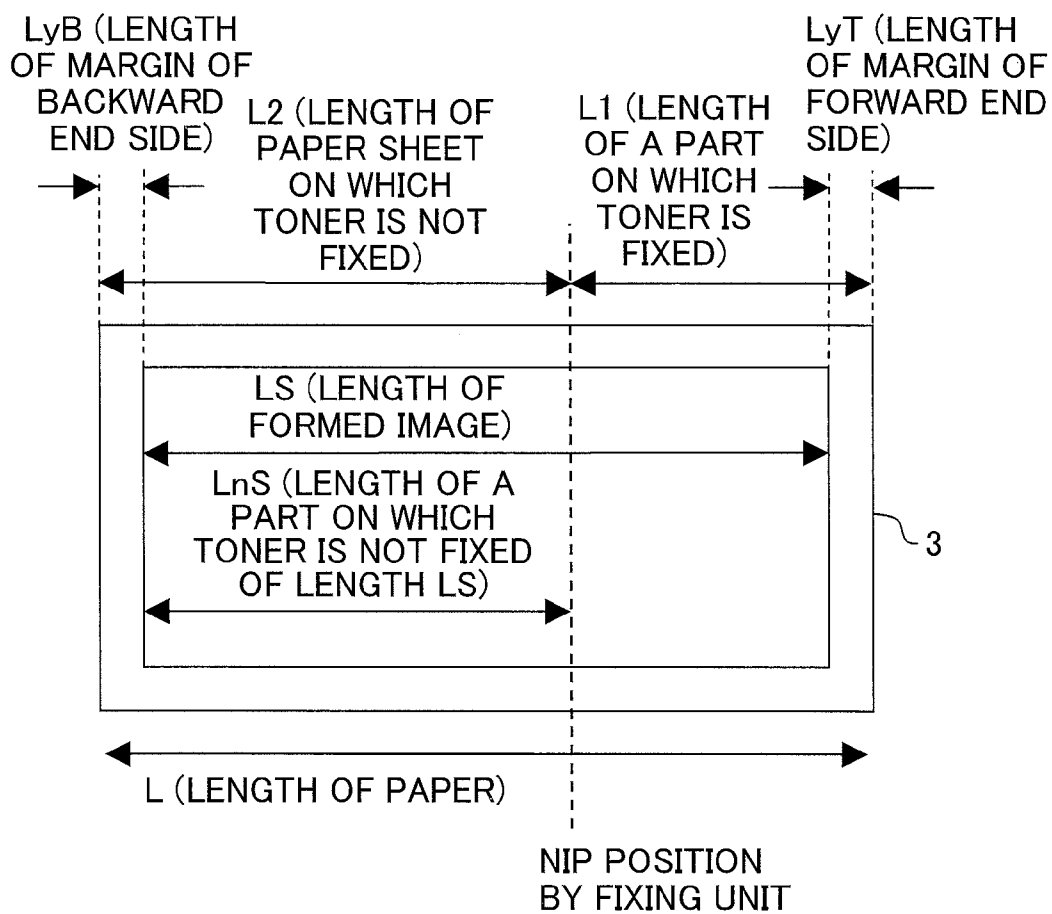 LyB (LENGTH
OF MARGIN OF
BACKWARD
END SIDE)
L2 (LENGTH OF
PAPER SHEET
ON WHICH
TONER IS NOT
FIXED)
L1 (LENGTH
OF A PART
ON WHICH
TONER IS
FIXED)
LyT (LENGTH
OF MARGIN OF
FORWARD END
SIDE)
LS (LENGTH OF
FORMED IMAGE)
LnS (LENGTH OF A
PART ON WHICH
TONER IS NOT FIXED
OF LENGTH LS)
3
L (LENGTH OF PAPER)
NIP POSITION
BY FIXING UNIT